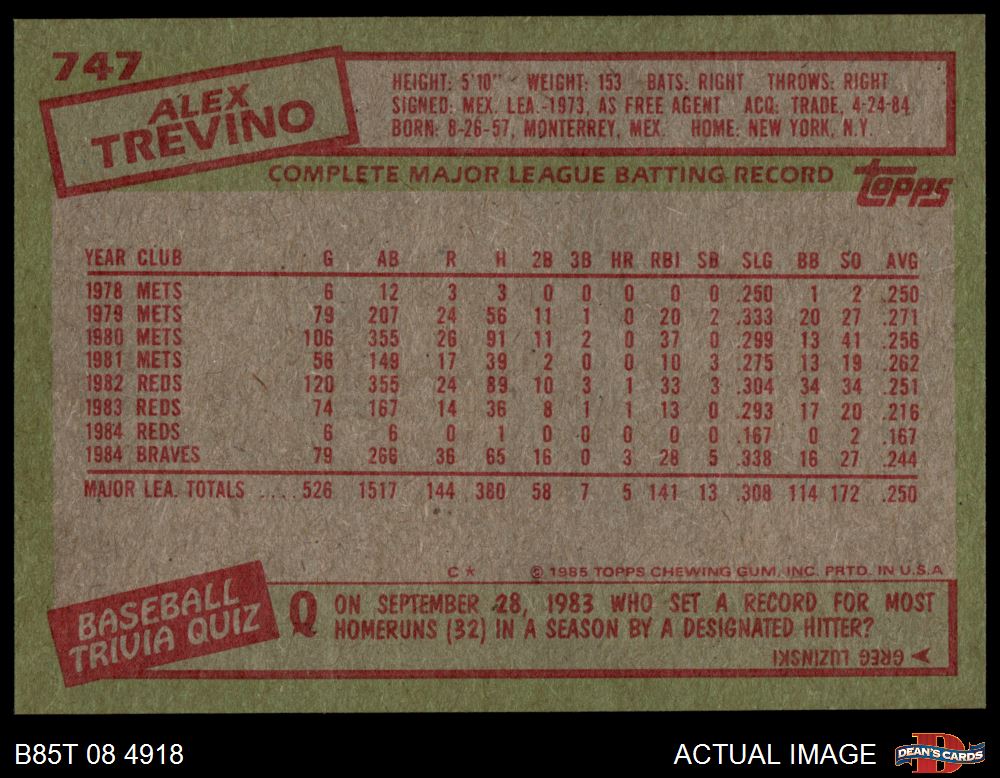 747
ALEX
TREVINO
HEIGHT: 5'10" WEIGHT: 153 BATS: RIGHT THROWS: RIGHT
SIGNED: MEX. LEA.-1973, AS FREE AGENT ACQ: TRADE, 4-24-84
BORN: 8-26-57, MONTERREY, MEX. HOME: NEW YORK, N.Y.
COMPLETE MAJOR LEAGUE BATTING RECORD topps
YEAR CLUB G AB R H 2B 3B HR RBI SB SLG BB SO AVG
1978 METS 6 12 3 3 0 0 0 0 0 .250 1 2 .250
1979 METS 79 207 24 56 11 1 0 20 2 .333 20 27 .271
1980 METS 106 355 26 91 11 2 0 37 0 .299 13 41 .256
1981 METS 56 149 17 39 2 0 0 10 3 .275 13 19 .262
1982 REDS 120 355 24 89 10 3 1 33 3 .304 34 34 .251
1983 REDS 74 167 14 36 8 1 1 13 0 .293 17 20 .216
1984 REDS 6 6 0 1 0 0 0 0 0 .167 0 2 .167
1984 BRAVES 79 266 36 65 16 0 3 28 5 .338 16 27 .244
MAJOR LEA. TOTALS ..... 526 1517 144 380 58 7 5 141 13 .308 114 172 .250
C * © 1985 TOPPS CHEWING GUM, INC. PRTD. IN U.S.A
BASEBALL
TRIVIA QUIZ
Q ON SEPTEMBER 28, 1983 WHO SET A RECORD FOR MOST
HOMERUNS (32) IN A SEASON BY A DESIGNATED HITTER?
GREG LUZINSKI
B85T 08 4918 ACTUAL IMAGE DEAN'S CARDS